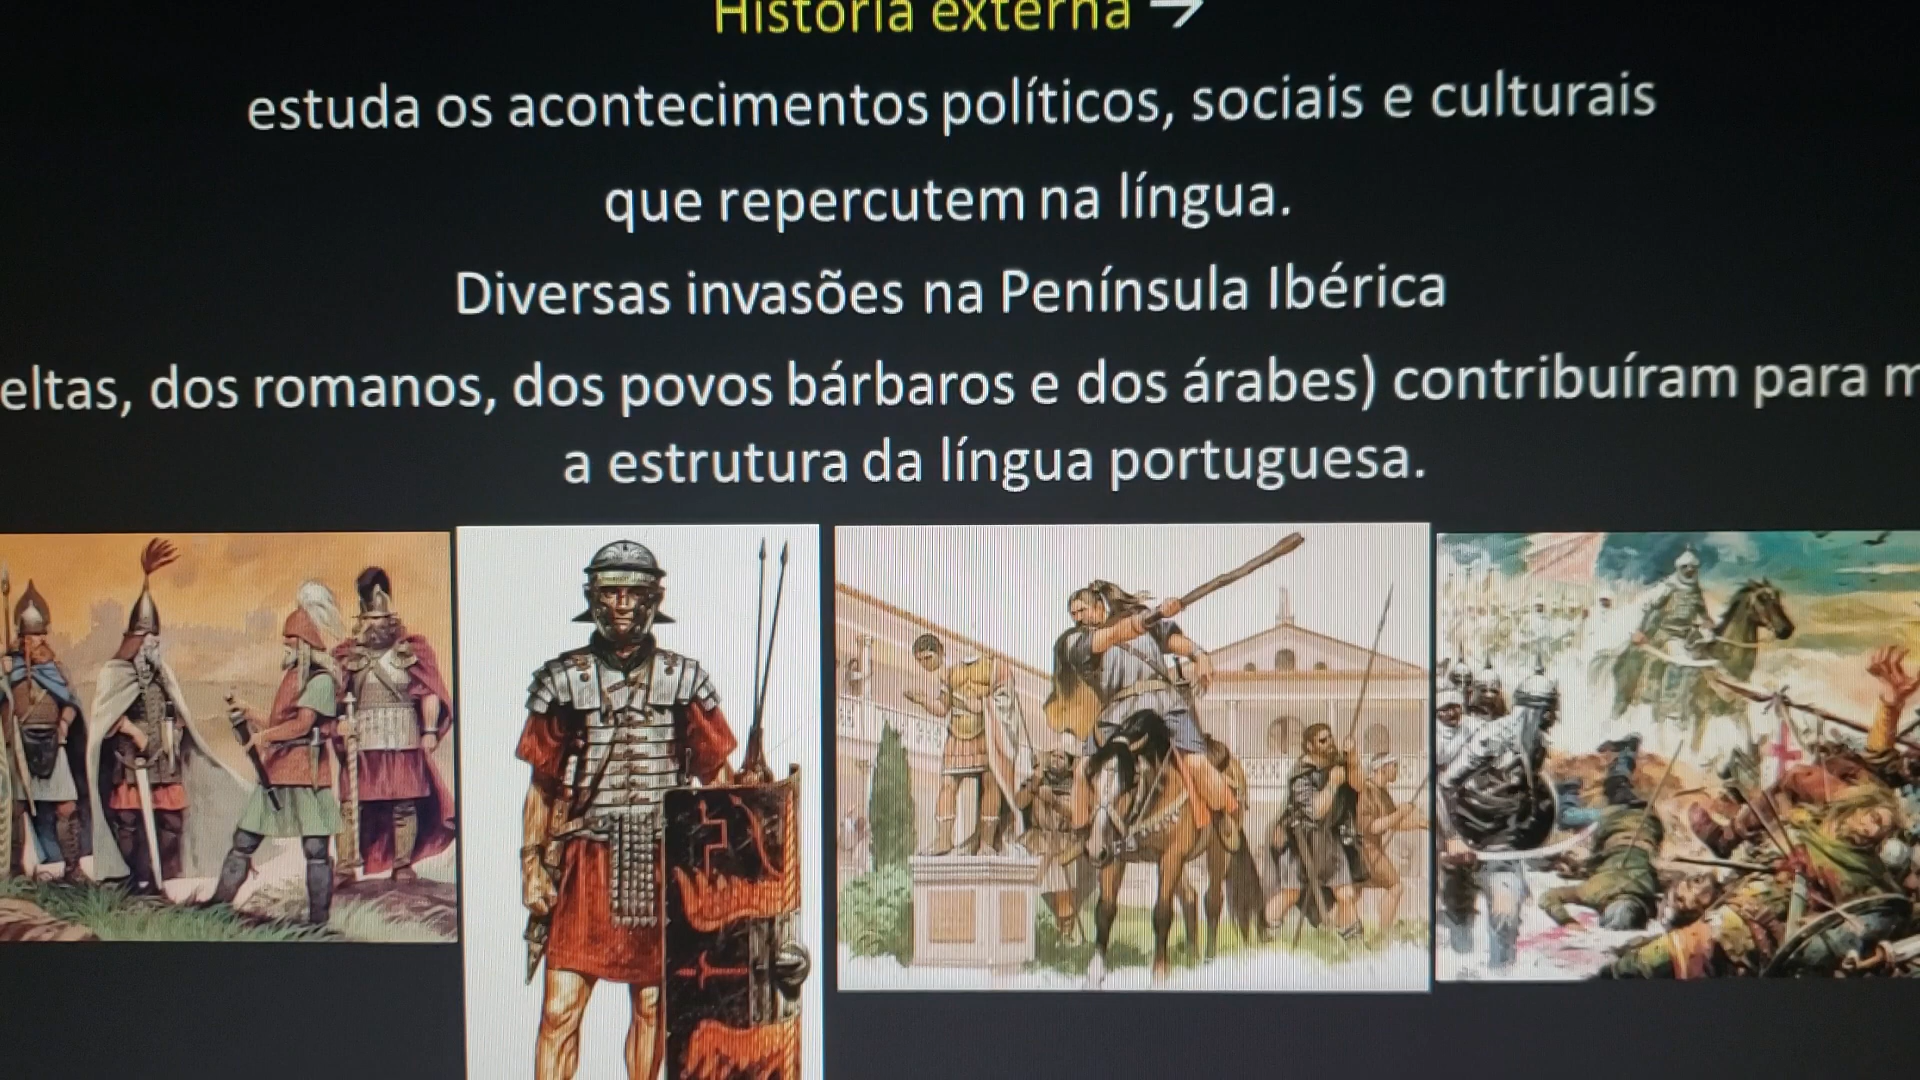 História externa →
estuda os acontecimentos políticos, sociais e culturais
que repercutem na língua.
Diversas invasões na Península Ibérica
eltas, dos romanos, dos povos bárbaros e dos árabes) contribuíram para m
a estrutura da língua portuguesa.